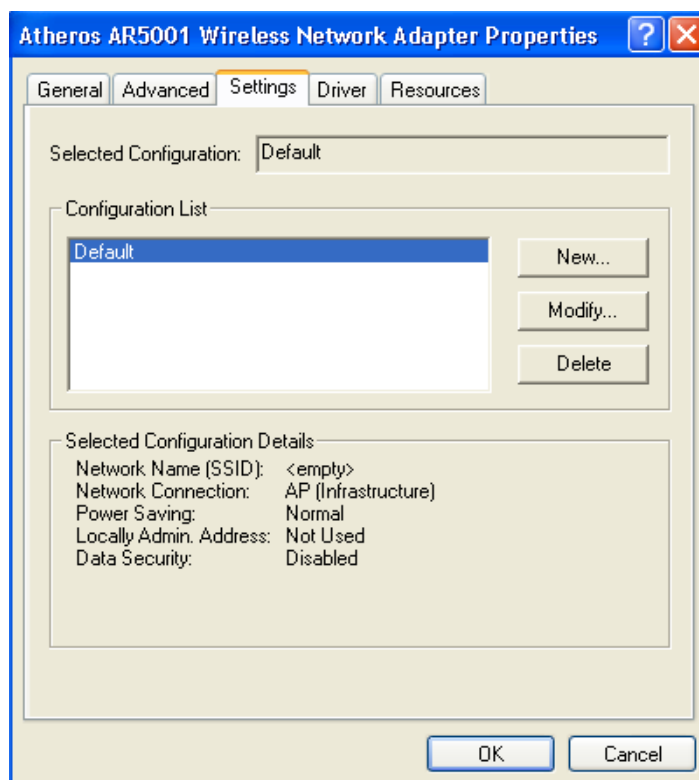 Atheros AR5001 Wireless Network Adapter Properties
General Advanced Settings Driver Resources
Selected Configuration: Default
Configuration List
Default
New...
Modify...
Delete
Selected Configuration Details
Network Name (SSID): <empty>
Network Connection: AP (Infrastructure)
Power Saving: Normal
Locally Admin. Address: Not Used
Data Security: Disabled
OK Cancel